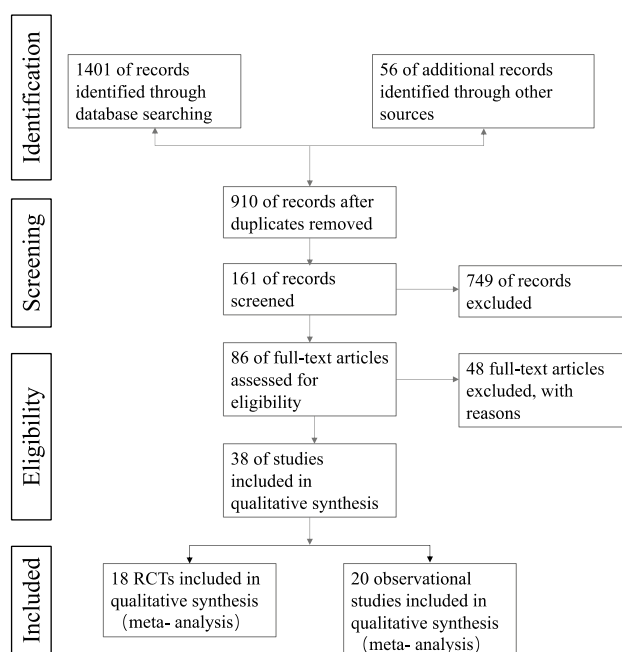 Identification
1401 of records
identified through
database searching
56 of additional records
identified through other
sources
Screening
910 of records after
duplicates removed
161 of records
screened
749 of records
excluded
Eligibility
86 of full-text articles
assessed for
eligibility
48 full-text articles
excluded, with
reasons
38 of studies
included in
qualitative synthesis
Included
18 RCTs included in
qualitative synthesis
(meta- analysis)
20 observational
studies included in
qualitative synthesis
(meta- analysis)